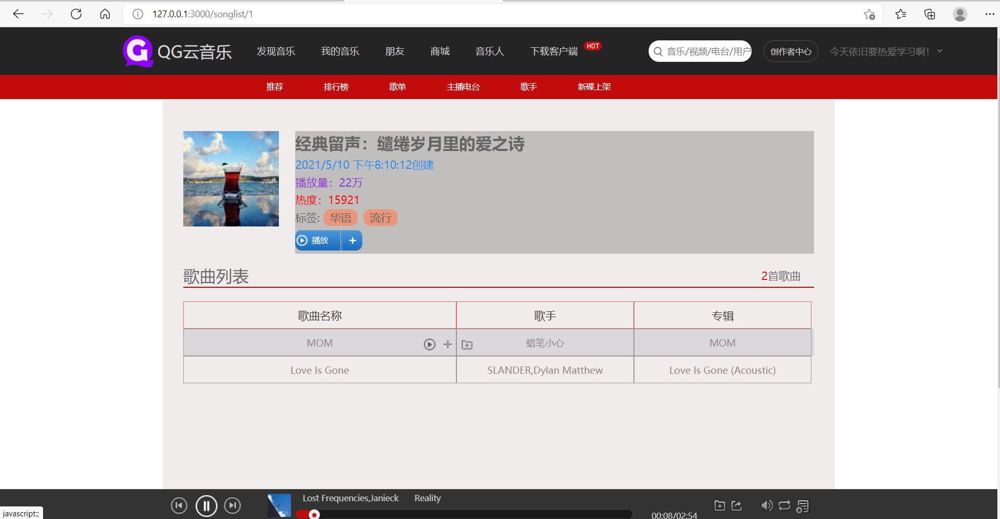 127.0.0.1:3000/songlist/1
QG云音乐
发现音乐
我的音乐
朋友
商城
音乐人
下载客户端
HOT
音乐/视频/电台/用户
创作者中心
今天依旧要热爱学习啊！
推荐
排行榜
歌单
主播电台
歌手
新碟上架
经典留声：缱绻岁月里的爱之诗
2021/5/10 下午8:10:12创建
播放量：22万
热度：15921
标签: 华语 流行
播放
歌曲列表
2首歌曲
歌曲名称 歌手 专辑
MOM 蜡笔小心 MOM
Love Is Gone SLANDER,Dylan Matthew Love Is Gone (Acoustic)
Lost Frequencies,Janieck Reality
00:08/02:54
javascript:;